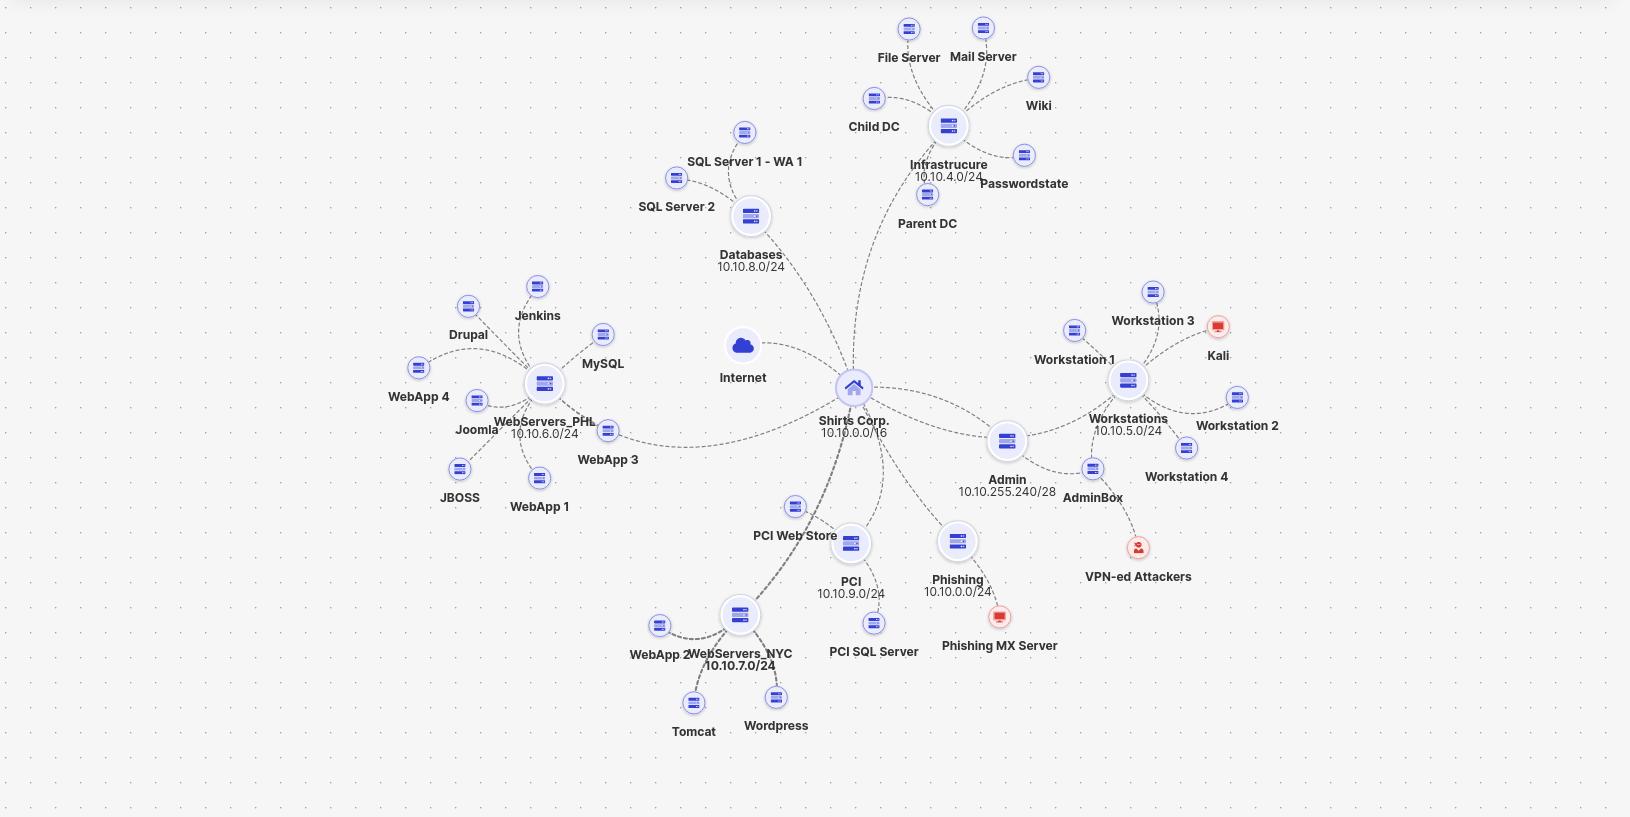 File Server
Mail Server
Wiki
Child DC
Infrastrucure
10.10.4.0/24
Passwordstate
Parent DC
SQL Server 1 - WA 1
SQL Server 2
Databases
10.10.8.0/24
Jenkins
Drupal
MySQL
WebApp 4
Joomla
WebServers_PHL
10.10.6.0/24
WebApp 3
JBOSS
WebApp 1
Internet
Shirts Corp.
10.10.0.0/16
Workstation 3
Workstation 1
Kali
Workstations
10.10.5.0/24
Workstation 2
Workstation 4
Admin
10.10.255.240/28
AdminBox
VPN-ed Attackers
PCI Web Store
PCI
10.10.9.0/24
PCI SQL Server
Phishing
10.10.0.0/24
Phishing MX Server
WebApp 2
WebServers_NYC
10.10.7.0/24
Tomcat
Wordpress